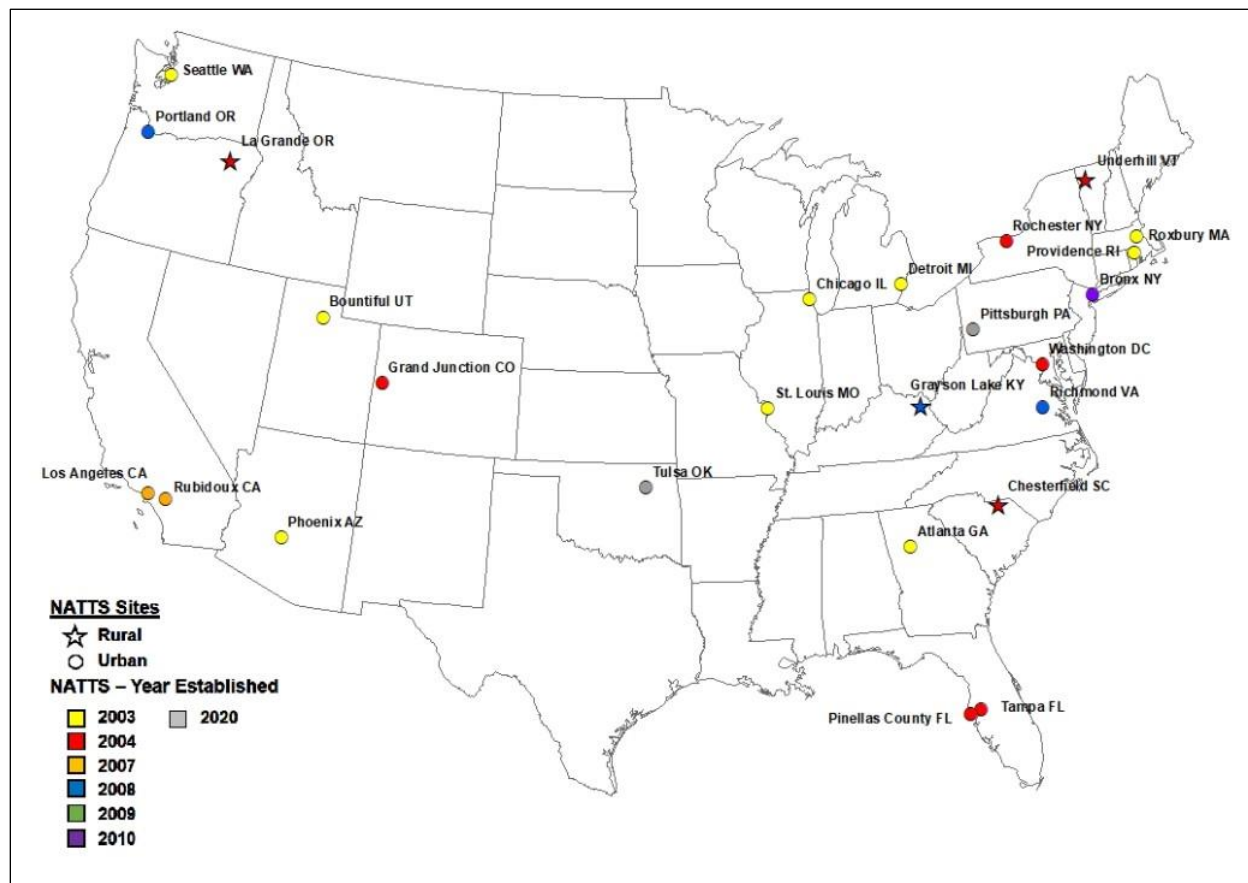 Seattle WA
Portland OR
La Grande OR
Underhill VT
Rochester NY
Roxbury MA
Providence RI
Detroit MI
Chicago IL
Bronx NY
Bountiful UT
Pittsburgh PA
Washington DC
Grand Junction CO
Grayson Lake KY
St. Louis MO
Richmond VA
Tulsa OK
Los Angeles CA
Rubidoux CA
Chesterfield SC
Phoenix AZ
Atlanta GA
Pinellas County FL
Tampa FL
NATTS Sites
Rural
Urban
NATTS – Year Established
2003 2020
2004
2007
2008
2009
2010